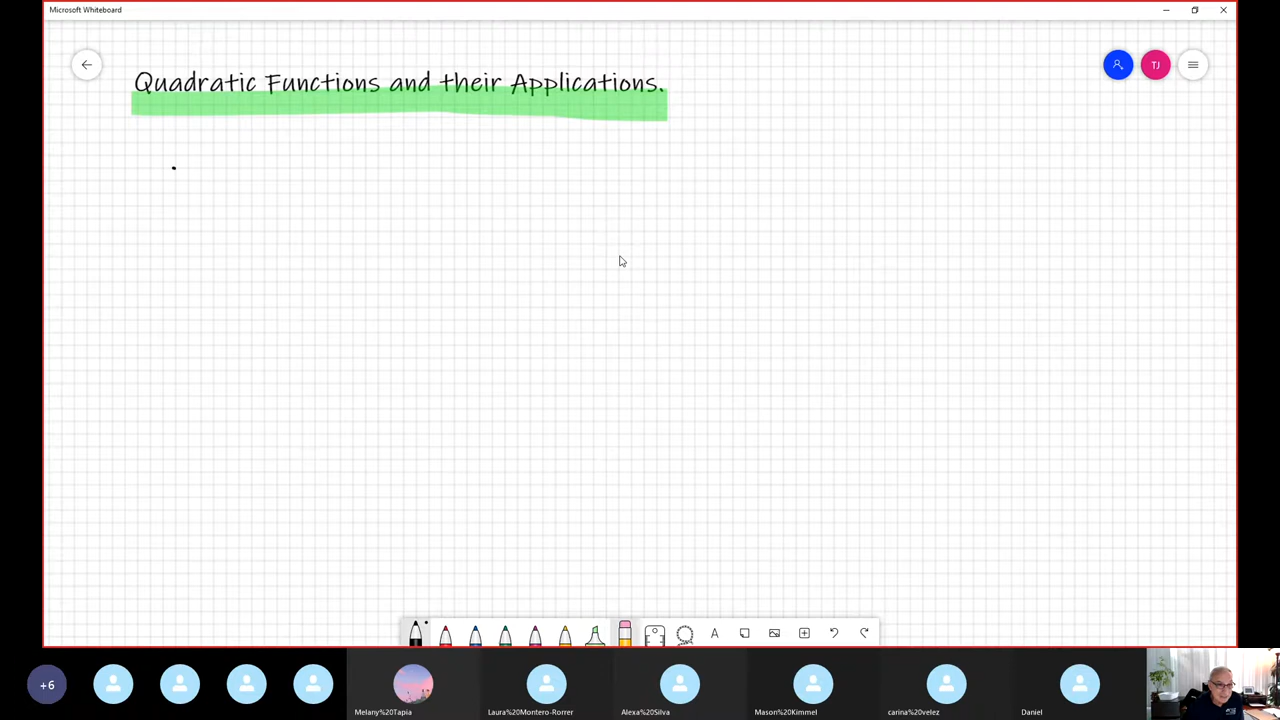 Microsoft Whiteboard
TJ
Quadratic Functions and their Applications.
A
+6
Melany%20Tapia
Laura%20Montero-Rorrer
Alexa%20Silva
Mason%20Kimmel
carina%20velez
Daniel